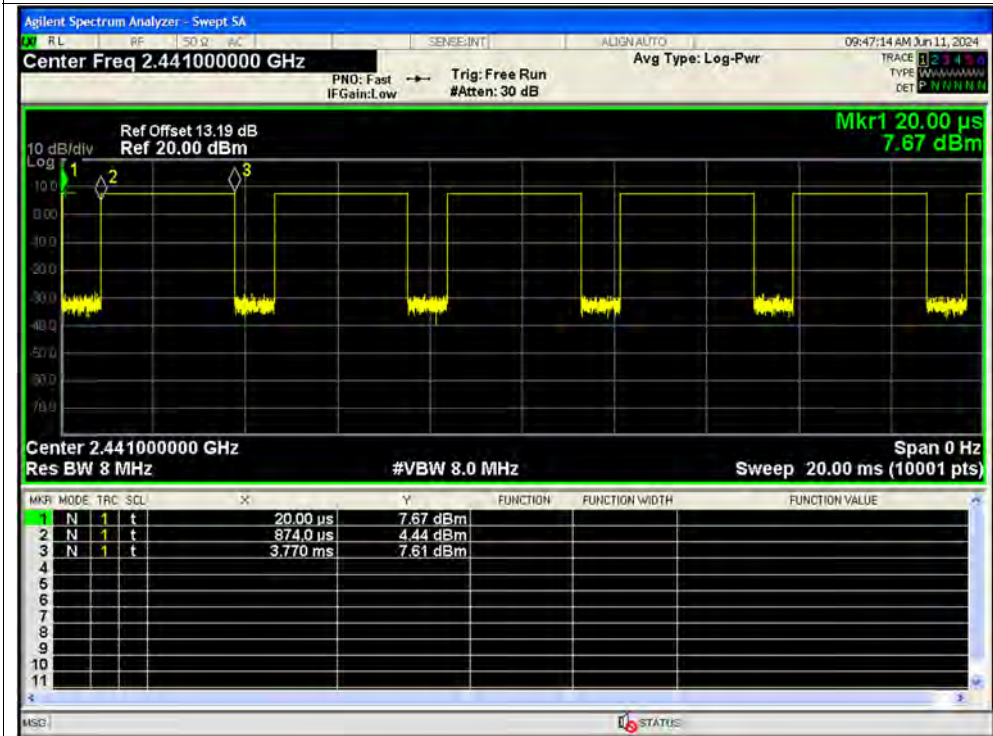 Agilent Spectrum Analyzer - Swept SA
RL RF 50 Ω AC SENSE:INT ALIGN AUTO 09:47:14 AM Jun 11, 2024
Center Freq 2.441000000 GHz
PNO: Fast
IFGain:Low
Trig: Free Run
#Atten: 30 dB
Avg Type: Log-Pwr
TRACE 1 2 3 4 5 6
TYPE WWWWWWW
DET P N N N N N
Mkr1 20.00 µs
7.67 dBm
Ref Offset 13.19 dB
10 dB/div Ref 20.00 dBm
Log
1
2
3
10.0
0.00
-10.0
-20.0
-30.0
-40.0
-50.0
-60.0
-70.0
Center 2.441000000 GHz Span 0 Hz
Res BW 8 MHz #VBW 8.0 MHz Sweep 20.00 ms (10001 pts)
MKR MODE TRC SCL X Y FUNCTION FUNCTION WIDTH FUNCTION VALUE
1 N 1 t 20.00 µs 7.67 dBm
2 N 1 t 874.0 µs 4.44 dBm
3 N 1 t 3.770 ms 7.61 dBm
4
5
6
7
8
9
10
11
MSG STATUS